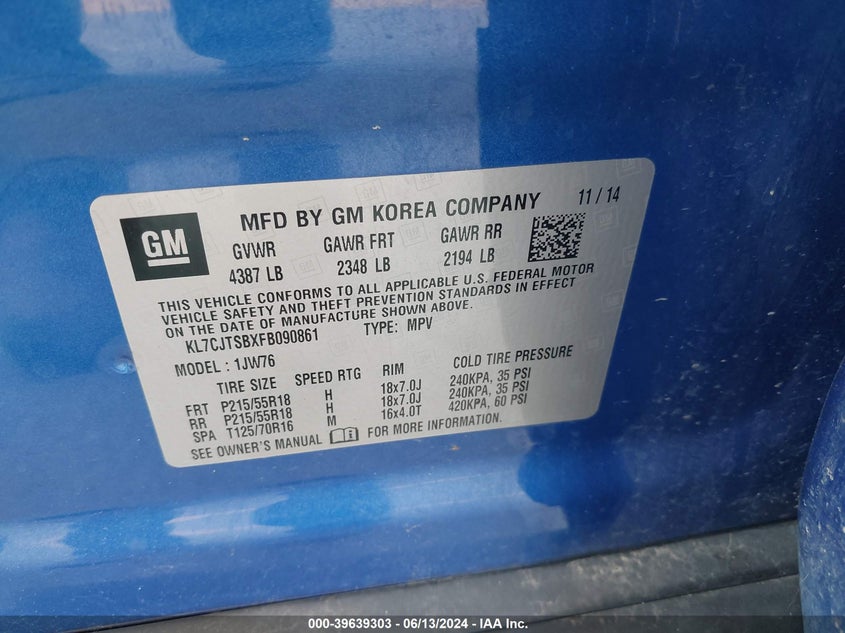 GM
MFD BY GM KOREA COMPANY 11 / 14
GVWR GAWR FRT GAWR RR
4387 LB 2348 LB 2194 LB
THIS VEHICLE CONFORMS TO ALL APPLICABLE U.S. FEDERAL MOTOR
VEHICLE SAFETY AND THEFT PREVENTION STANDARDS IN EFFECT
ON THE DATE OF MANUFACTURE SHOWN ABOVE.
KL7CJTSBXFB090861 TYPE: MPV
MODEL : 1JW76
TIRE SIZE SPEED RTG RIM COLD TIRE PRESSURE
FRT P215/55R18 H 18x7.0J 240KPA, 35 PSI
RR P215/55R18 H 18x7.0J 240KPA, 35 PSI
SPA T125/70R16 M 16x4.0T 420KPA, 60 PSI
SEE OWNER'S MANUAL FOR MORE INFORMATION.
000-39639303 - 06/13/2024 - IAA Inc.